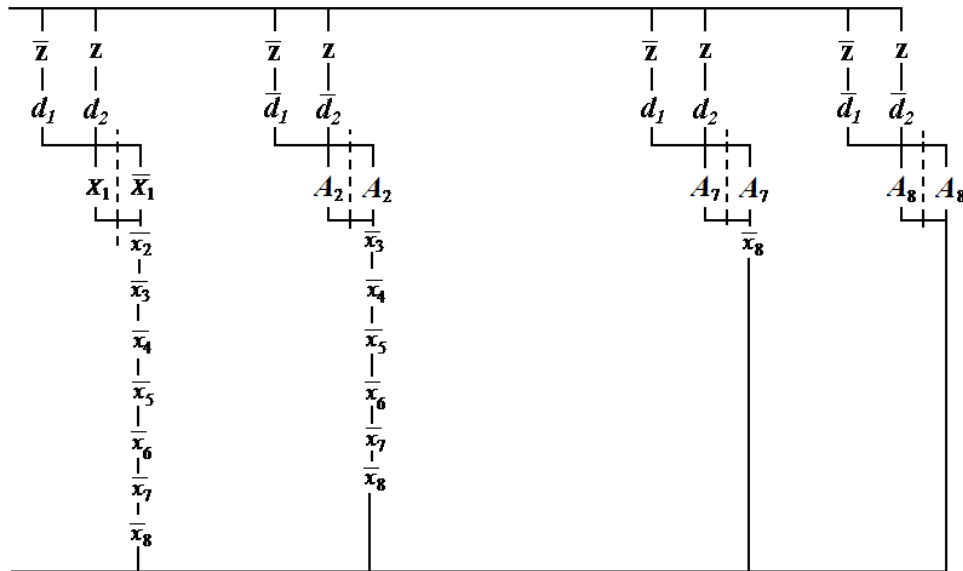 z̅ z z̅ z z̅ z z̅ z
d₁ d₂ d̅₁ d̅₂ d₁ d₂ d̅₁ d̅₂
X₁ X̅₁ A₂ A₂ A₇ A₇ A₈ A₈
x̅₂ x̅₃ x̅₈
x̅₃ x̅₄
x̅₄ x̅₅
x̅₅ x̅₆
x̅₆ x̅₇
x̅₇ x̅₈
x̅₈